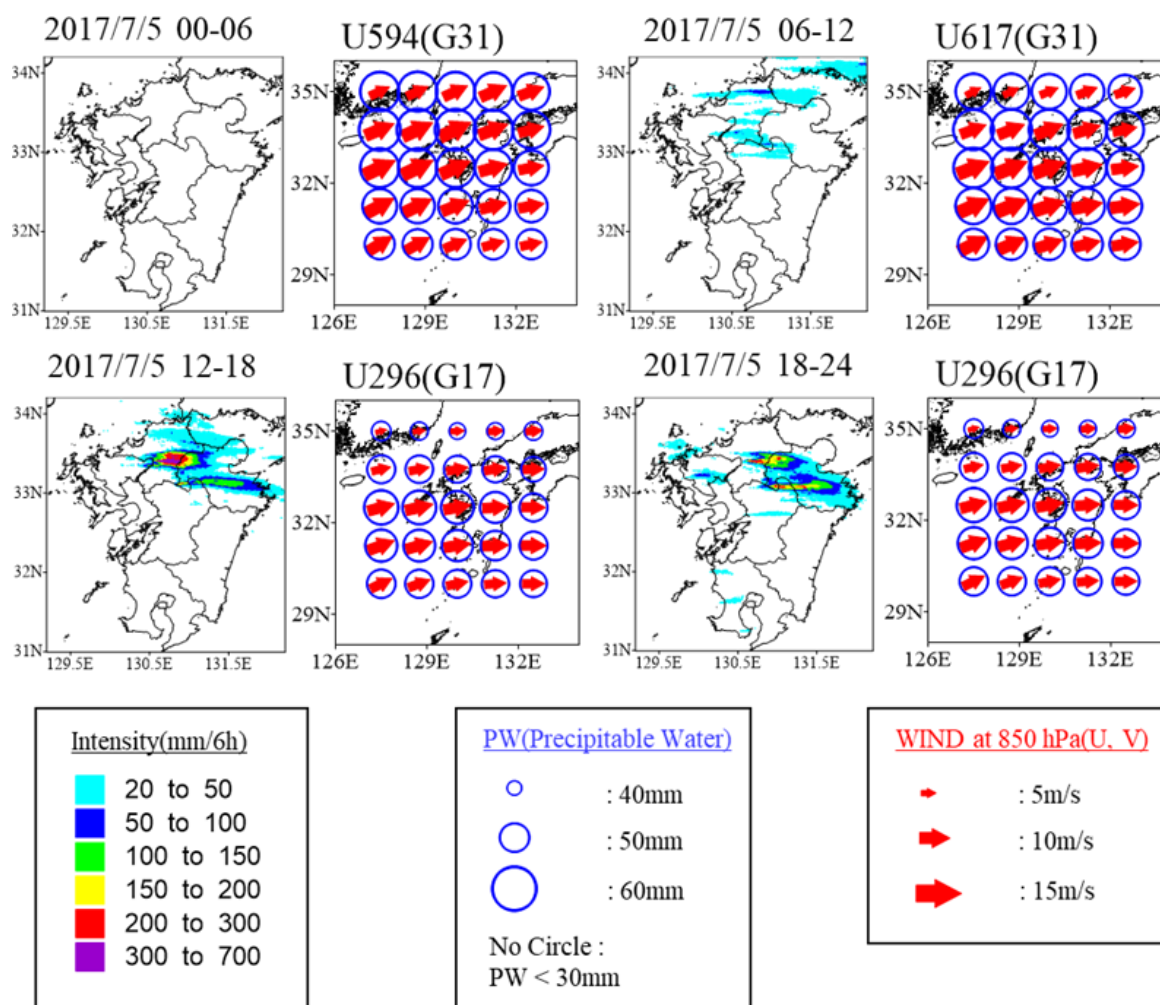 2017/7/5 00-06
U594(G31)
2017/7/5 06-12
U617(G31)
34N
33N
32N
31N
129.5E 130.5E 131.5E
35N
32N
29N
126E 129E 132E
34N
33N
32N
31N
129.5E 130.5E 131.5E
35N
32N
29N
126E 129E 132E
2017/7/5 12-18
U296(G17)
2017/7/5 18-24
U296(G17)
34N
33N
32N
31N
129.5E 130.5E 131.5E
35N
32N
29N
126E 129E 132E
34N
33N
32N
31N
129.5E 130.5E 131.5E
35N
32N
29N
126E 129E 132E
Intensity(mm/6h)
20 to 50
50 to 100
100 to 150
150 to 200
200 to 300
300 to 700
PW(Precipitable Water)
: 40mm
: 50mm
: 60mm
No Circle :
PW < 30mm
WIND at 850 hPa(U, V)
: 5m/s
: 10m/s
: 15m/s